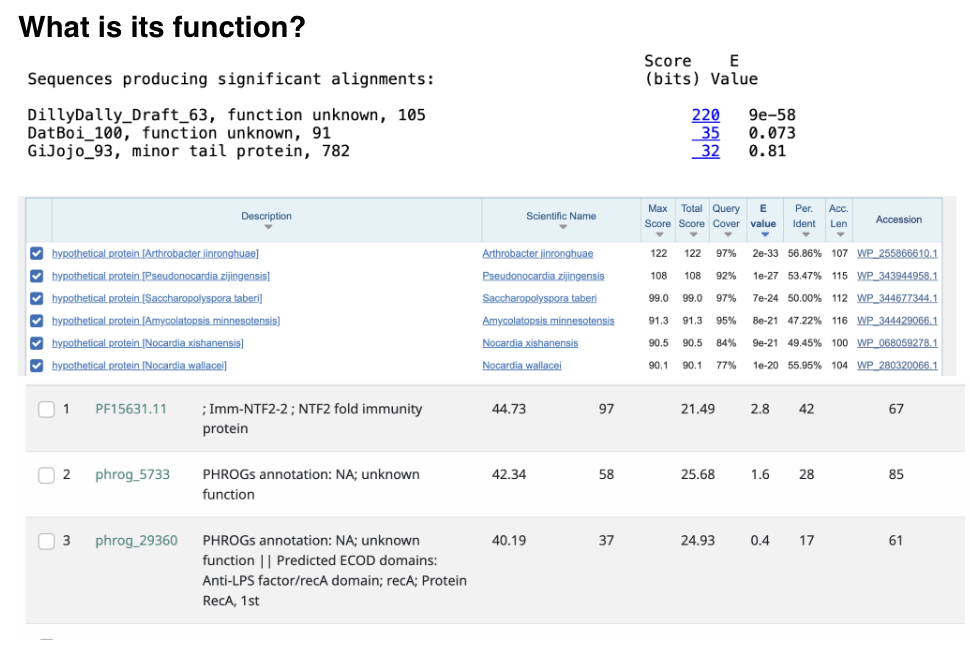 What is its function?
Score E
Sequences producing significant alignments: (bits) Value
DillyDally_Draft_63, function unknown, 105 220 9e-58
DatBoi_100, function unknown, 91 35 0.073
GiJojo_93, minor tail protein, 782 32 0.81
Description Scientific Name Max Score Total Score Query Cover E value Per. Ident Acc. Len Accession
hypothetical protein [Arthrobacter jinronghuae] Arthrobacter jinronghuae 122 122 97% 2e-33 56.86% 107 WP_255866610.1
hypothetical protein [Pseudonocardia zijingensis] Pseudonocardia zijingensis 108 108 92% 1e-27 53.47% 115 WP_343944958.1
hypothetical protein [Saccharopolyspora taberi] Saccharopolyspora taberi 99.0 99.0 97% 7e-24 50.00% 112 WP_344677344.1
hypothetical protein [Amycolatopsis minnesotensis] Amycolatopsis minnesotensis 91.3 91.3 95% 8e-21 47.22% 116 WP_344429066.1
hypothetical protein [Nocardia xishanensis] Nocardia xishanensis 90.5 90.5 84% 9e-21 49.45% 100 WP_068059278.1
hypothetical protein [Nocardia wallacei] Nocardia wallacei 90.1 90.1 77% 1e-20 55.95% 104 WP_280320066.1
1 PF15631.11 ; Imm-NTF2-2 ; NTF2 fold immunity 44.73 97 21.49 2.8 42 67
protein
2 phrog_5733 PHROGs annotation: NA; unknown 42.34 58 25.68 1.6 28 85
function
3 phrog_29360 PHROGs annotation: NA; unknown 40.19 37 24.93 0.4 17 61
function || Predicted ECOD domains:
Anti-LPS factor/recA domain; recA; Protein
RecA, 1st